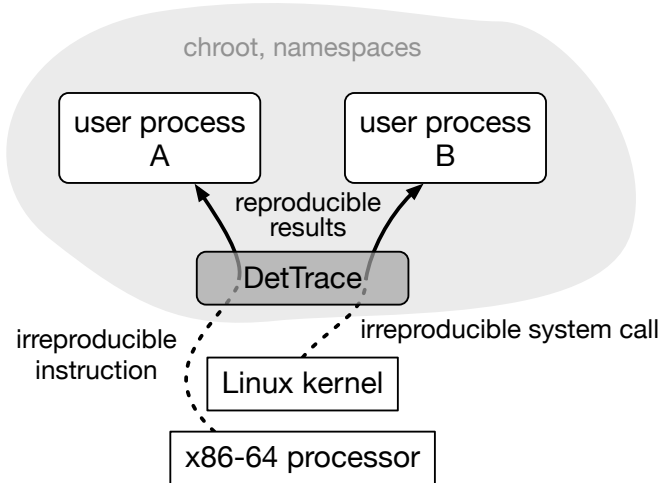 chroot, namespaces
user process
A
user process
B
reproducible
results
DetTrace
irreproducible
instruction
irreproducible system call
Linux kernel
x86-64 processor